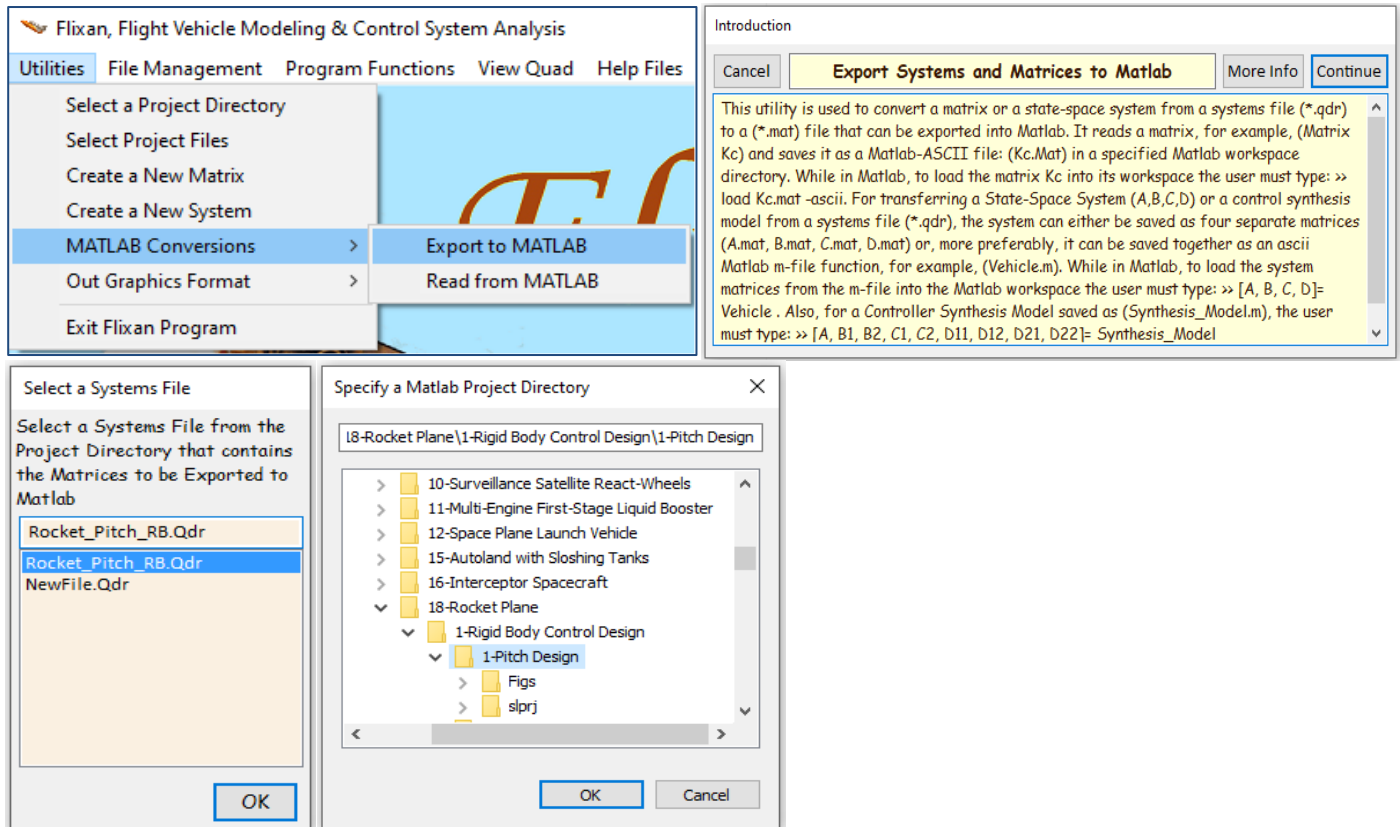 Flixan, Flight Vehicle Modeling & Control System Analysis
Utilities File Management Program Functions View Quad Help Files
Select a Project Directory
Select Project Files
Create a New Matrix
Create a New System
MATLAB Conversions >
Export to MATLAB
Out Graphics Format >
Read from MATLAB
Exit Flixan Program
Introduction
Cancel Export Systems and Matrices to Matlab More Info Continue
This utility is used to convert a matrix or a state-space system from a systems file (*.qdr)
to a (*.mat) file that can be exported into Matlab. It reads a matrix, for example, (Matrix
Kc) and saves it as a Matlab-ASCII file: (Kc.Mat) in a specified Matlab workspace
directory. While in Matlab, to load the matrix Kc into its workspace the user must type: >>
load Kc.mat -ascii. For transferring a State-Space System (A,B,C,D) or a control synthesis
model from a systems file (*.qdr), the system can either be saved as four separate matrices
(A.mat, B.mat, C.mat, D.mat) or, more preferably, it can be saved together as an ascii
Matlab m-file function, for example, (Vehicle.m). While in Matlab, to load the system
matrices from the m-file into the Matlab workspace the user must type: >> [A, B, C, D]=
Vehicle . Also, for a Controller Synthesis Model saved as (Synthesis_Model.m), the user
must type: >> [A, B1, B2, C1, C2, D11, D12, D21, D22]= Synthesis_Model
Select a Systems File
Select a Systems File from the
Project Directory that contains
the Matrices to be Exported to
Matlab
Rocket_Pitch_RB.Qdr
Rocket_Pitch_RB.Qdr
NewFile.Qdr
OK
Specify a Matlab Project Directory
18-Rocket Plane\1-Rigid Body Control Design\1-Pitch Design
10-Surveillance Satellite React-Wheels
11-Multi-Engine First-Stage Liquid Booster
12-Space Plane Launch Vehicle
15-Autoland with Sloshing Tanks
16-Interceptor Spacecraft
18-Rocket Plane
1-Rigid Body Control Design
1-Pitch Design
Figs
slprj
OK Cancel